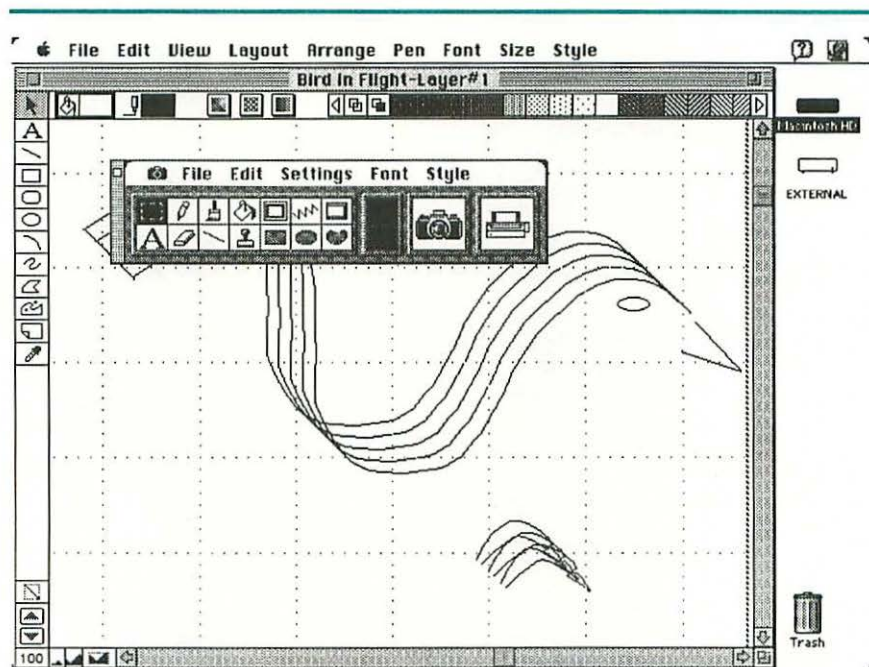 File Edit View Layout Arrange Pen Font Size Style
Bird in Flight-Layer#1
Macintosh HD
A
File Edit Settings Font Style
EXTERNAL
A
100
Trash